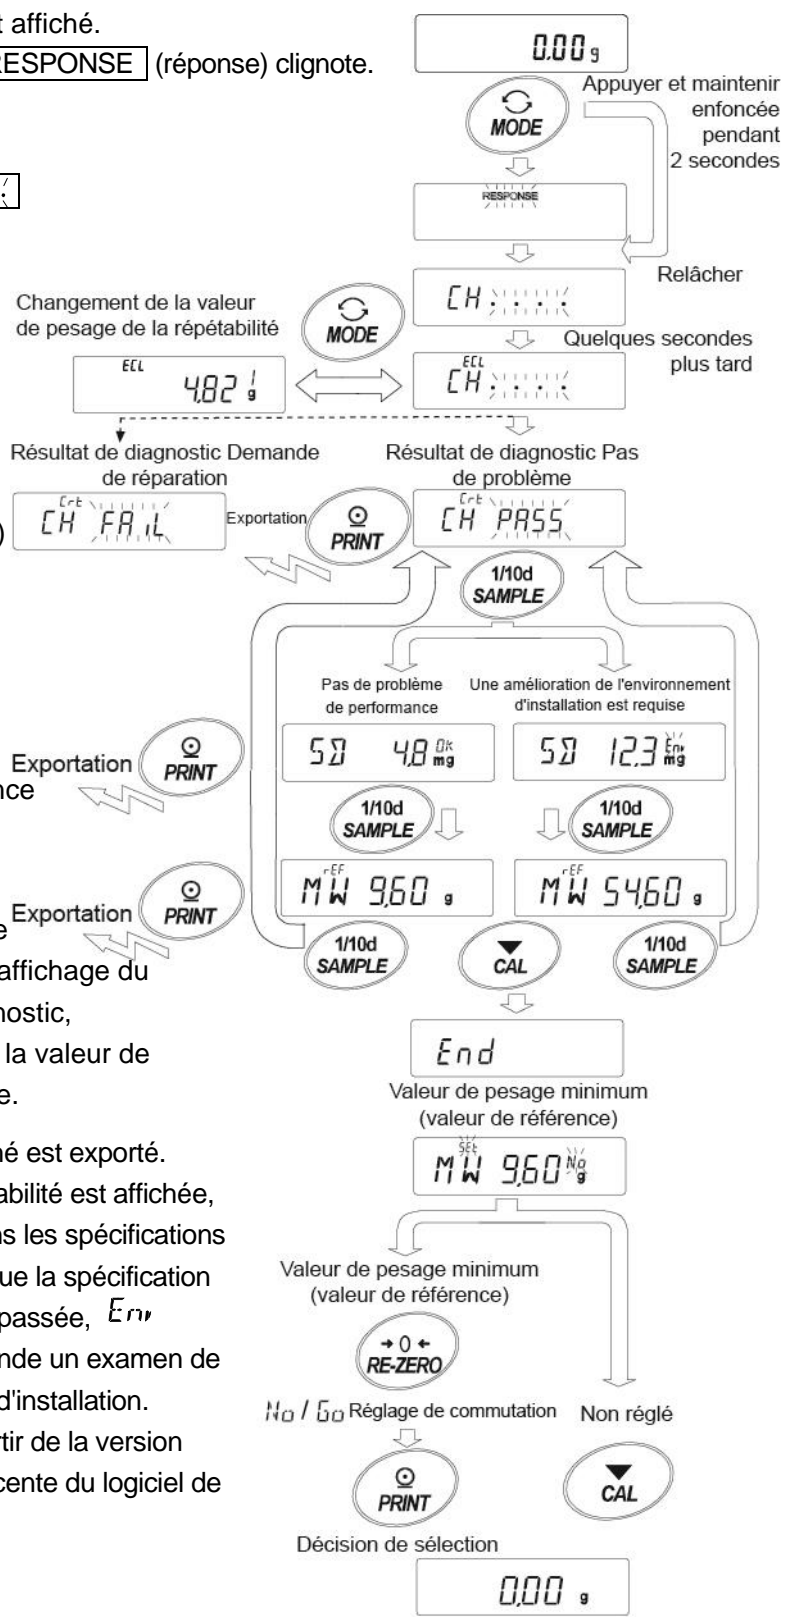 t affiché.
RESPONSE (réponse) clignote.
0.00 g
MODE
Appuyer et maintenir
enfoncée
pendant
2 secondes
RESPONSE
Relâcher
CH
Changement de la valeur
de pesage de la répétabilité
MODE
Quelques secondes
plus tard
ECL
4.82 g
ECL
CH
Résultat de diagnostic Demande
de réparation
Résultat de diagnostic Pas
de problème
Crt
CH FAiL
)
Exportation
PRINT
Crt
CH PASS
1/10d
SAMPLE
Pas de problème
de performance
Une amélioration de l'environnement
d'installation est requise
SD 4.8 OK mg
SD 12.3 Env mg
Exportation
PRINT
nce
1/10d
SAMPLE
1/10d
SAMPLE
rEF
MW 9.60 g
rEF
MW 54.60 g
Exportation
PRINT
e
1/10d
SAMPLE
CAL
1/10d
SAMPLE
affichage du
nostic,
la valeur de
e.
End
Valeur de pesage minimum
(valeur de référence)
SEt
MW 9.60 No g
né est exporté.
abilité est affichée,
ns les spécifications
ue la spécification
passée, Env
nde un examen de
d'installation.
rtir de la version
cente du logiciel de
Valeur de pesage minimum
(valeur de référence)
→0←
RE-ZERO
No / Go Réglage de commutation
Non réglé
PRINT
CAL
Décision de sélection
0.00 g